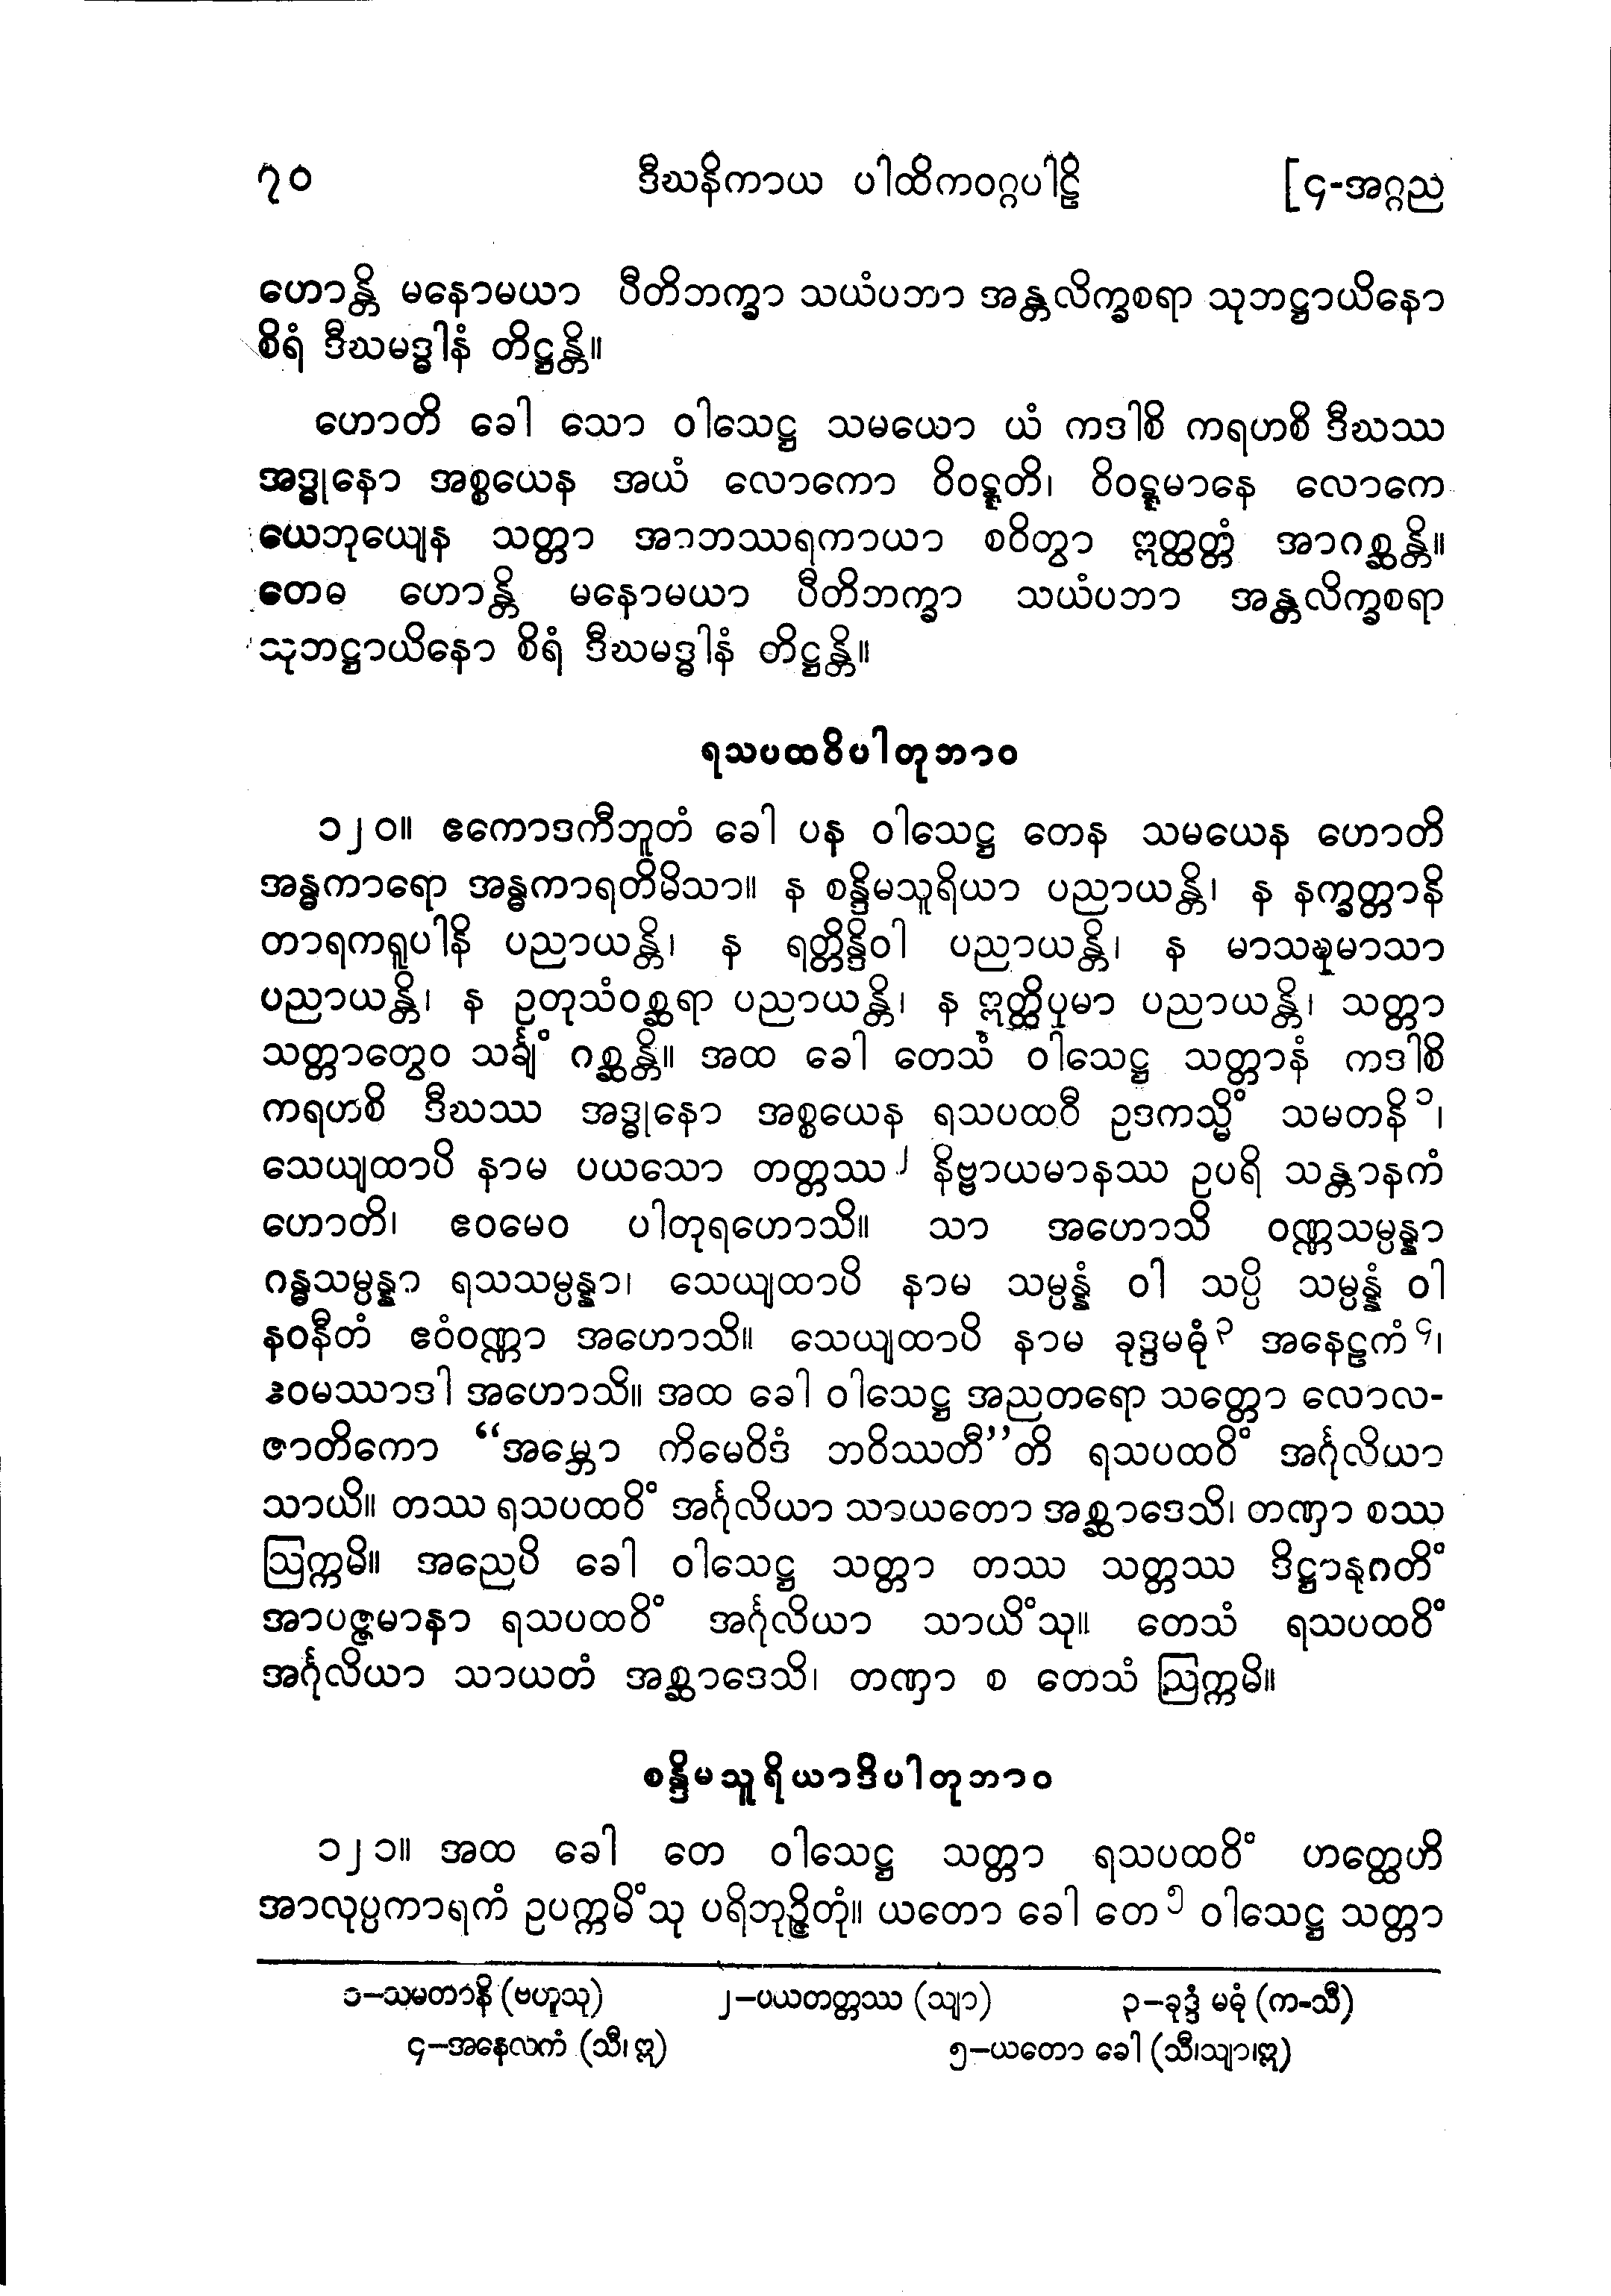 ၇၀ ဒီဃနိကာယ ပါထိကဝဂ္ဂပါဠိ [၄-အဂ္ဂည
ဟောန္တိ မနောမယာ ပီတိဘက္ခာ သယံပဘာ အန္တလိက္ခစရာ သုဘဋ္ဌာယိနော
စိရံ ဒီဃမဒ္ဓါနံ တိဋ္ဌန္တိ။
ဟောတိ ခေါ သော ဝါသေဋ္ဌ သမယော ယံ ကဒါစိ ကရဟစိ ဒီဃဿ
အဒ္ဓုနော အစ္စယေန အယံ လောကော ဝိဝဋ္ဋတိ၊ ဝိဝဋ္ဋမာနေ လောကေ
ယေဘုယျေန သတ္တာ အာဘဿရကာယာ စဝိတွာ ဣတ္ထတ္တံ အာဂစ္ဆန္တိ။
တေဓ ဟောန္တိ မနောမယာ ပီတိဘက္ခာ သယံပဘာ အန္တလိက္ခစရာ
သုဘဋ္ဌာယိနော စိရံ ဒီဃမဒ္ဓါနံ တိဋ္ဌန္တိ။
ရသပထဝိပါတုဘာဝ
၁၂၀။ ဧကောဒကီဘူတံ ခေါ ပန ဝါသေဋ္ဌ တေန သမယေန ဟောတိ
အန္ဓကာရော အန္ဓကာရတိမိသာ။ န စန္ဒိမသူရိယာ ပညာယန္တိ၊ န နက္ခတ္တာနိ
တာရကရူပါနိ ပညာယန္တိ၊ န ရတ္တိန္ဒိဝါ ပညာယန္တိ၊ န မာသဍ္ဎမာသာ
ပညာယန္တိ၊ န ဥတုသံဝစ္ဆရာ ပညာယန္တိ၊ န ဣတ္ထိပုမာ ပညာယန္တိ၊ သတ္တာ
သတ္တာတွေဝ သင်္ချံ ဂစ္ဆန္တိ။ အထ ခေါ တေသံ ဝါသေဋ္ဌ သတ္တာနံ ကဒါစိ
ကရဟစိ ဒီဃဿ အဒ္ဓုနော အစ္စယေန ရသပထဝီ ဥဒကသ္မိံ သမတနိ ၁၊
သေယျထာပိ နာမ ပယသော တတ္တဿ ၂ နိဗ္ဗာယမာနဿ ဥပရိ သန္တာနကံ
ဟောတိ၊ ဧဝမေဝ ပါတုရဟောသိ။ သာ အဟောသိ ဝဏ္ဏသမ္ပန္နာ
ဂန္ဓသမ္ပန္နာ ရသသမ္ပန္နာ၊ သေယျထာပိ နာမ သမ္ပန္နံ ဝါ သပ္ပိ သမ္ပန္နံ ဝါ
နဝနီတံ ဧဝံဝဏ္ဏာ အဟောသိ။ သေယျထာပိ နာမ ခုဒ္ဒမဓုံ ၃ အနေဠကံ ၄၊
ဧဝမဿာဒါ အဟောသိ။ အထ ခေါ ဝါသေဋ္ဌ အညတရော သတ္တော လောလ-
ဇာတိကော “အမ္ဘော ကိမေဝိဒံ ဘဝိဿတီ”တိ ရသပထဝိံ အင်္ဂုလိယာ
သာယိ။ တဿ ရသပထဝိံ အင်္ဂုလိယာ သာယတော အစ္ဆာဒေသိ၊ တဏှာ စဿ
ဩက္ကမိ။ အညေပိ ခေါ ဝါသေဋ္ဌ သတ္တာ တဿ သတ္တဿ ဒိဋ္ဌာနုဂတိံ
အာပဇ္ဇမာနာ ရသပထဝိံ အင်္ဂုလိယာ သာယိံသု။ တေသံ ရသပထဝိံ
အင်္ဂုလိယာ သာယတံ အစ္ဆာဒေသိ၊ တဏှာ စ တေသံ ဩက္ကမိ။
စန္ဒိမသူရိယာဒိပါတုဘာဝ
၁၂၁။ အထ ခေါ တေ ဝါသေဋ္ဌ သတ္တာ ရသပထဝိံ ဟတ္ထေဟိ
အာလုပ္ပကာရကံ ဥပက္ကမိံသု ပရိဘုဉ္ဇိတုံ။ ယတော ခေါ တေ ၅ ဝါသေဋ္ဌ သတ္တာ
၁–သမတာနိ (ဗဟူသု) ၂–ပယတတ္တဿ (သျာ) ၃–ခုဒ္ဒံ မဓုံ (က-သီ)
၄–အနေလကံ (သီ၊ ဣ) ၅–ယတော ခေါ (သီ၊သျာ၊ဣ)